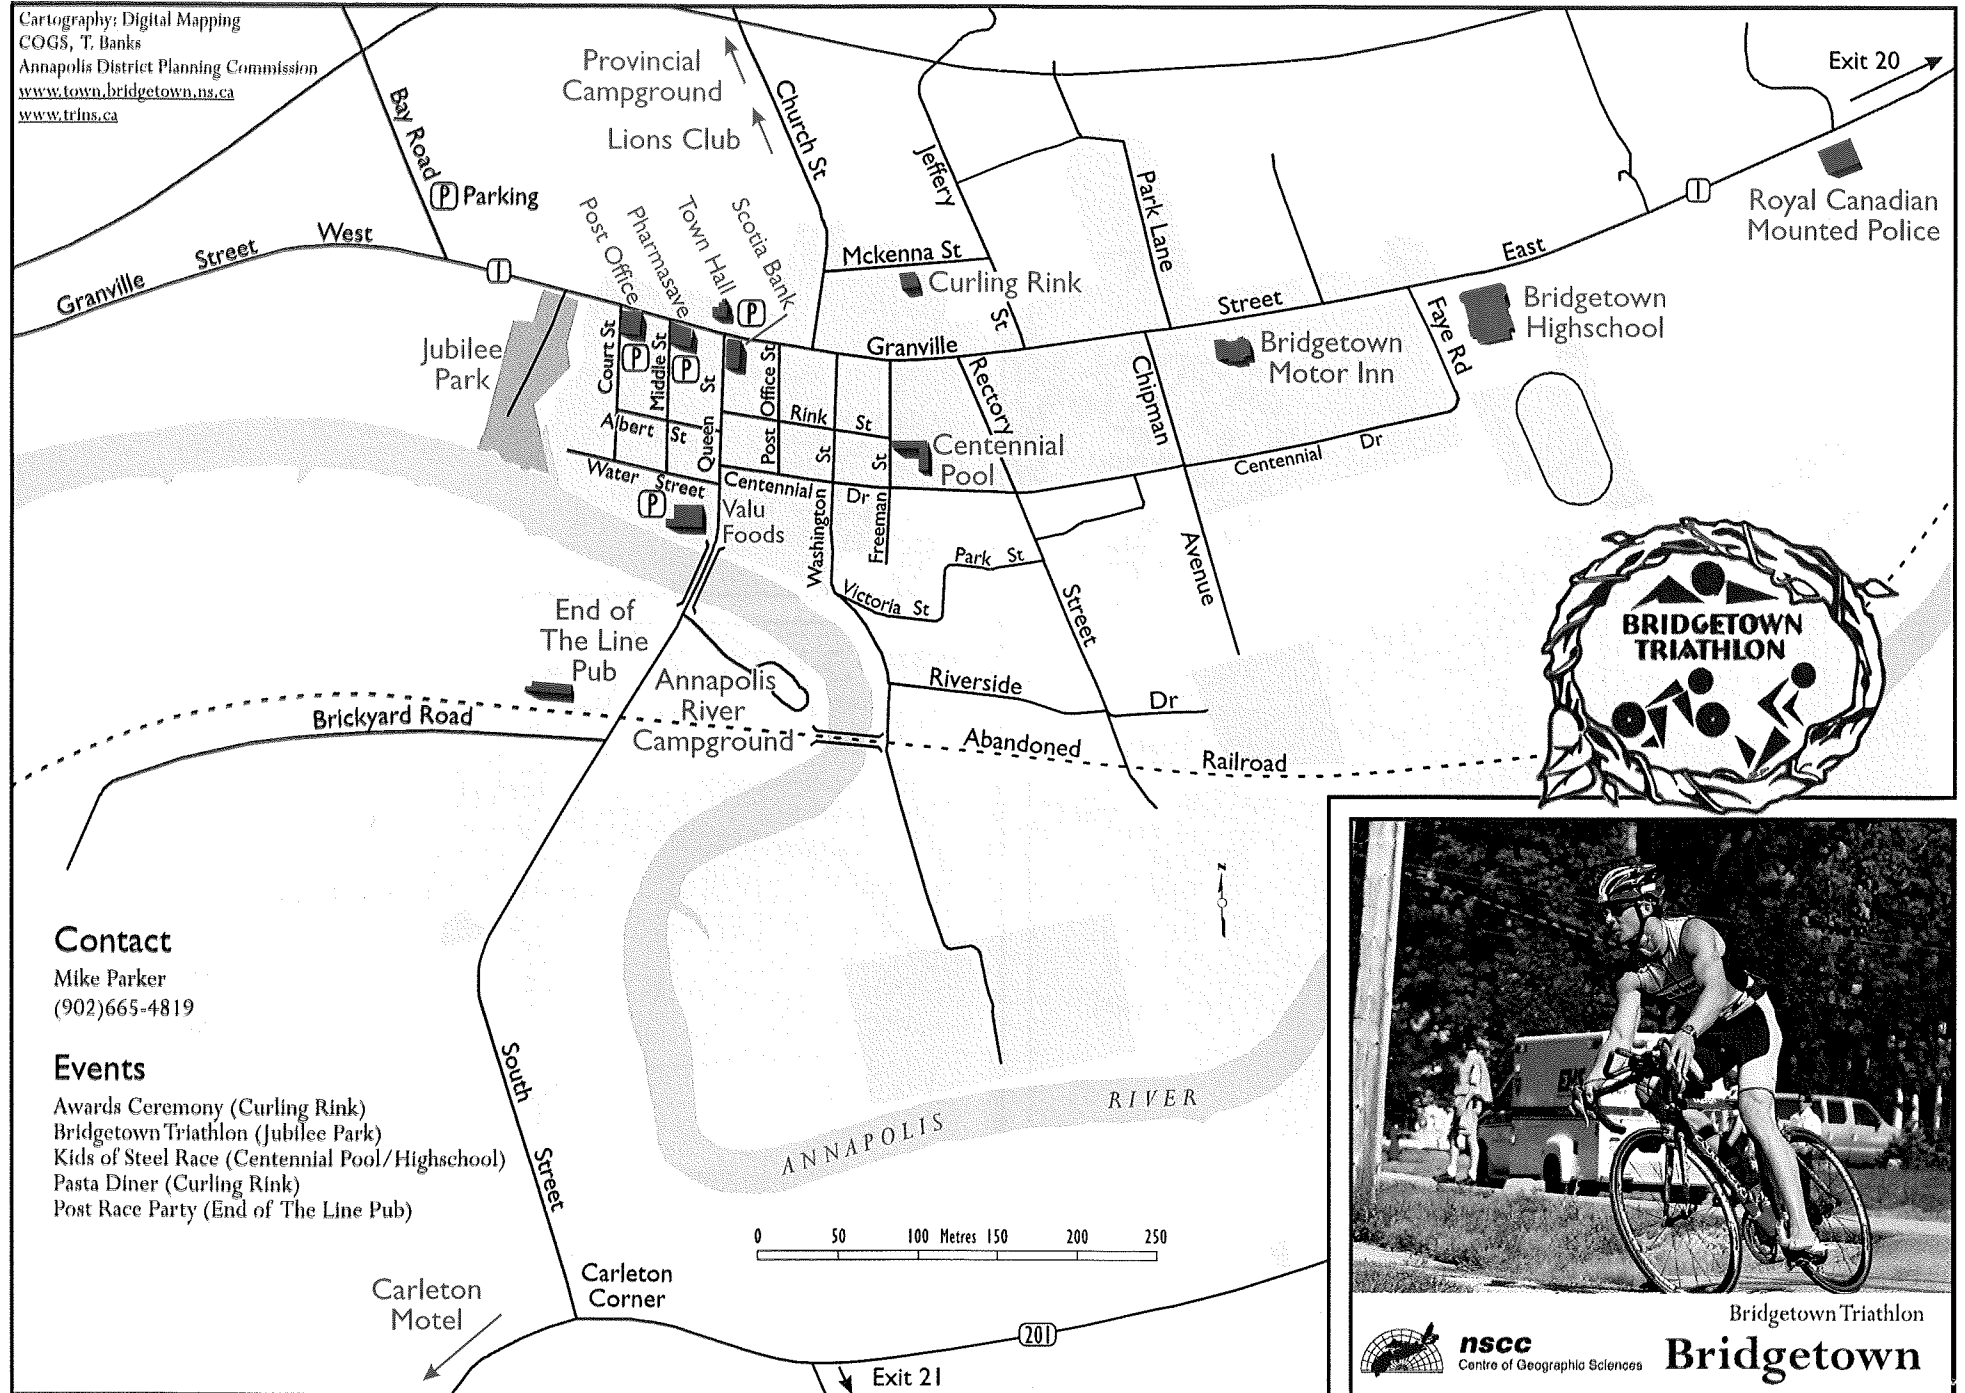 Cartography: Digital Mapping
COGS, T. Banks
Annapolis District Planning Commission
www.town.bridgetown.ns.ca
www.trins.ca
Exit 20
Provincial
Campground
Lions Club
Bay Road
Church St
Jeffery
St
Park Lane
P Parking
1
Royal Canadian
Mounted Police
Post Office
Pharmasave
Town Hall
Scotia Bank
P
Granville
Street
West
1
Mckenna St
Curling Rink
Street
East
Bridgetown
Highschool
Faye Rd
Granville
Bridgetown
Motor Inn
Jubilee
Park
Court St
P
Middle St
P
Queen
St
Post
Office St
Rink
St
Albert
St
Rectory
Street
Chipman
Avenue
Centennial
Pool
Centennial
Dr
Water
Street
Centennial
Dr
Washington
St
Freeman
St
P
Valu
Foods
Park St
Victoria St
End of
The Line
Pub
Annapolis
River
Campground
Riverside
Dr
Brickyard Road
Abandoned
Railroad
BRIDGETOWN
TRIATHLON
N
Contact
Mike Parker
(902)665-4819
Events
Awards Ceremony (Curling Rink)
Bridgetown Triathlon (Jubilee Park)
Kids of Steel Race (Centennial Pool/Highschool)
Pasta Diner (Curling Rink)
Post Race Party (End of The Line Pub)
South
Street
ANNAPOLIS
RIVER
0 50 100 Metres 150 200 250
Carleton
Corner
Carleton
Motel
201
Exit 21
Bridgetown Triathlon
nscc
Centre of Geographic Sciences
Bridgetown